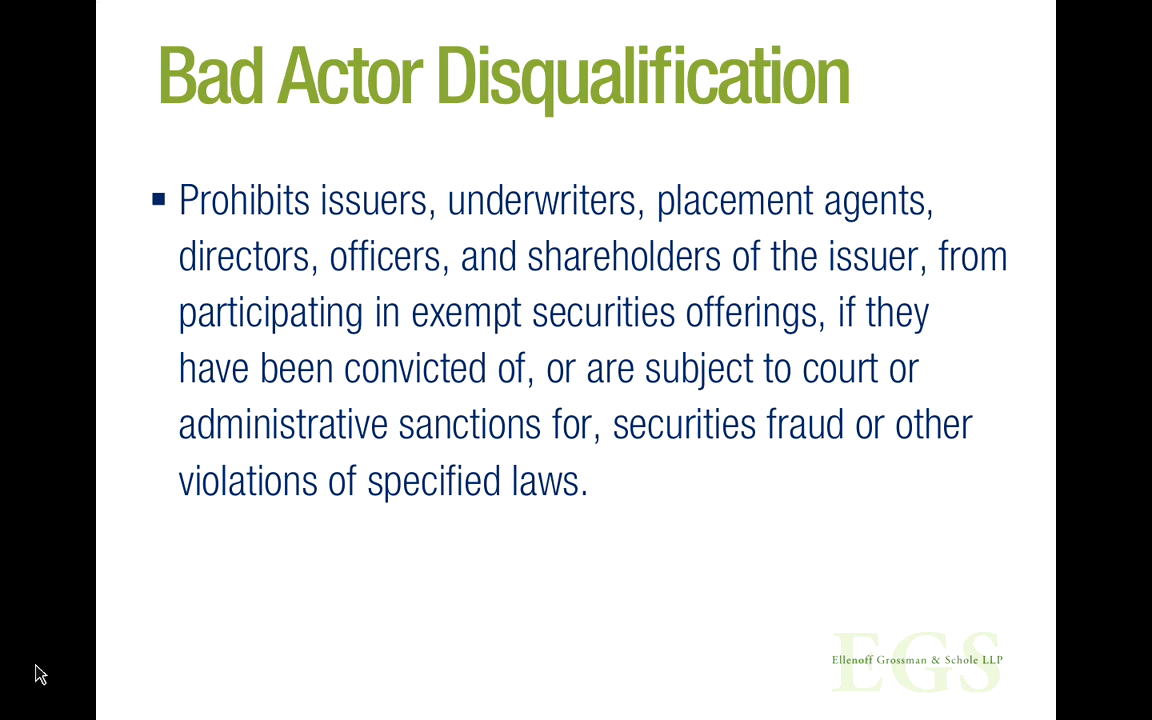 Bad Actor Disqualification
▪ Prohibits issuers, underwriters, placement agents,
directors, officers, and shareholders of the issuer, from
participating in exempt securities offerings, if they
have been convicted of, or are subject to court or
administrative sanctions for, securities fraud or other
violations of specified laws.
EGS
Ellenoff Grossman & Schole LLP